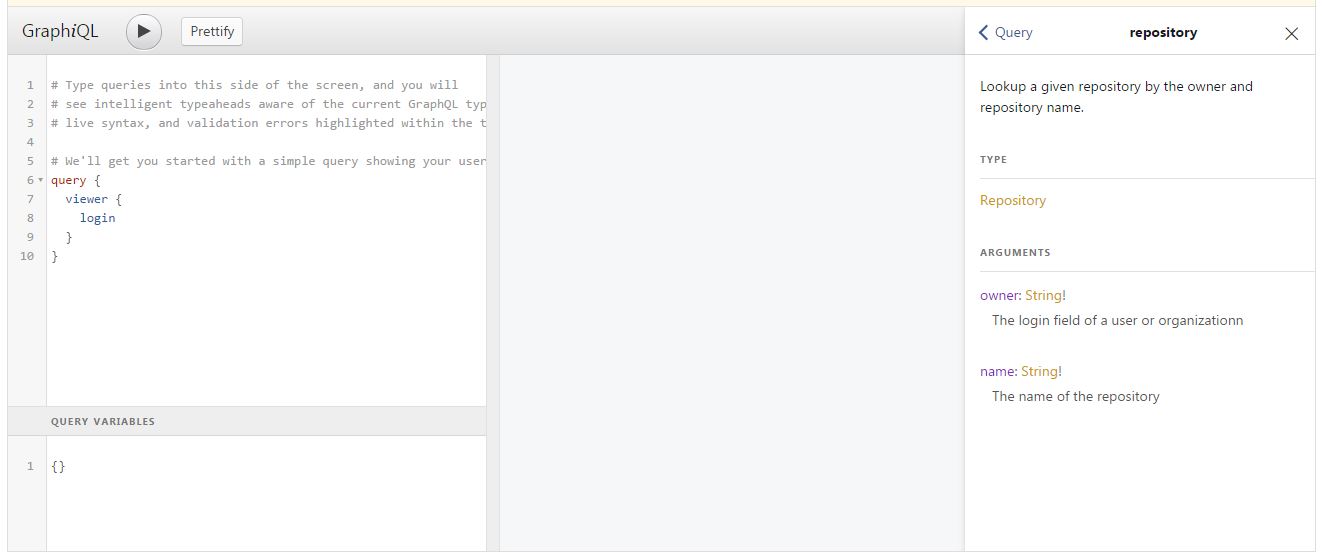 GraphiQL
Prettify
1 # Type queries into this side of the screen, and you will
2 # see intelligent typeaheads aware of the current GraphQL typ
3 # live syntax, and validation errors highlighted within the t
4
5 # We'll get you started with a simple query showing your user
6 query {
7 viewer {
8 login
9 }
10 }
QUERY VARIABLES
1 {}
Query
repository
Lookup a given repository by the owner and
repository name.
TYPE
Repository
ARGUMENTS
owner: String!
The login field of a user or organizationn
name: String!
The name of the repository